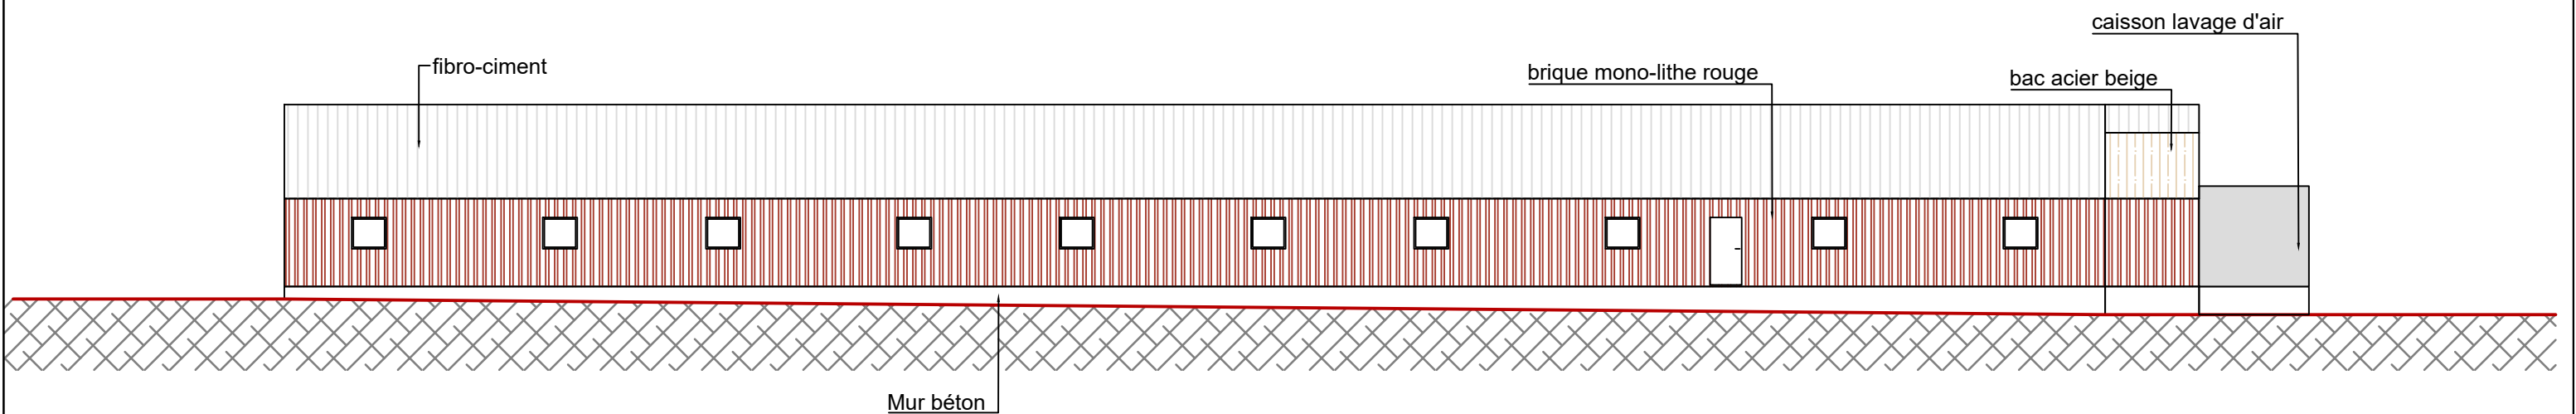 caisson lavage d'air
fibro-ciment
brique mono-lithe rouge
bac acier beige
Mur béton